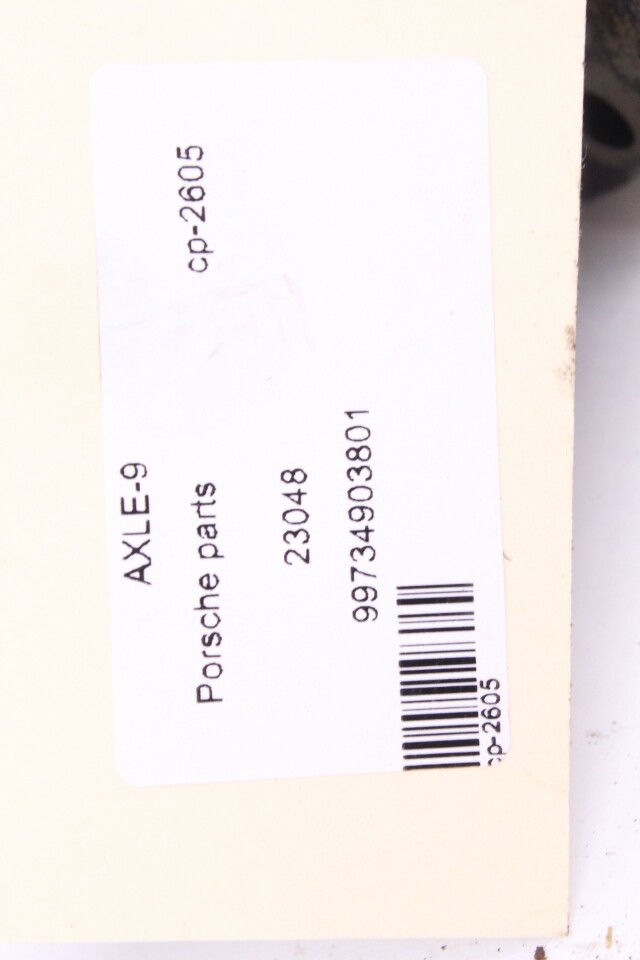 AXLE-9
Porsche parts cp-2605
23048
99734903801
cp-2605